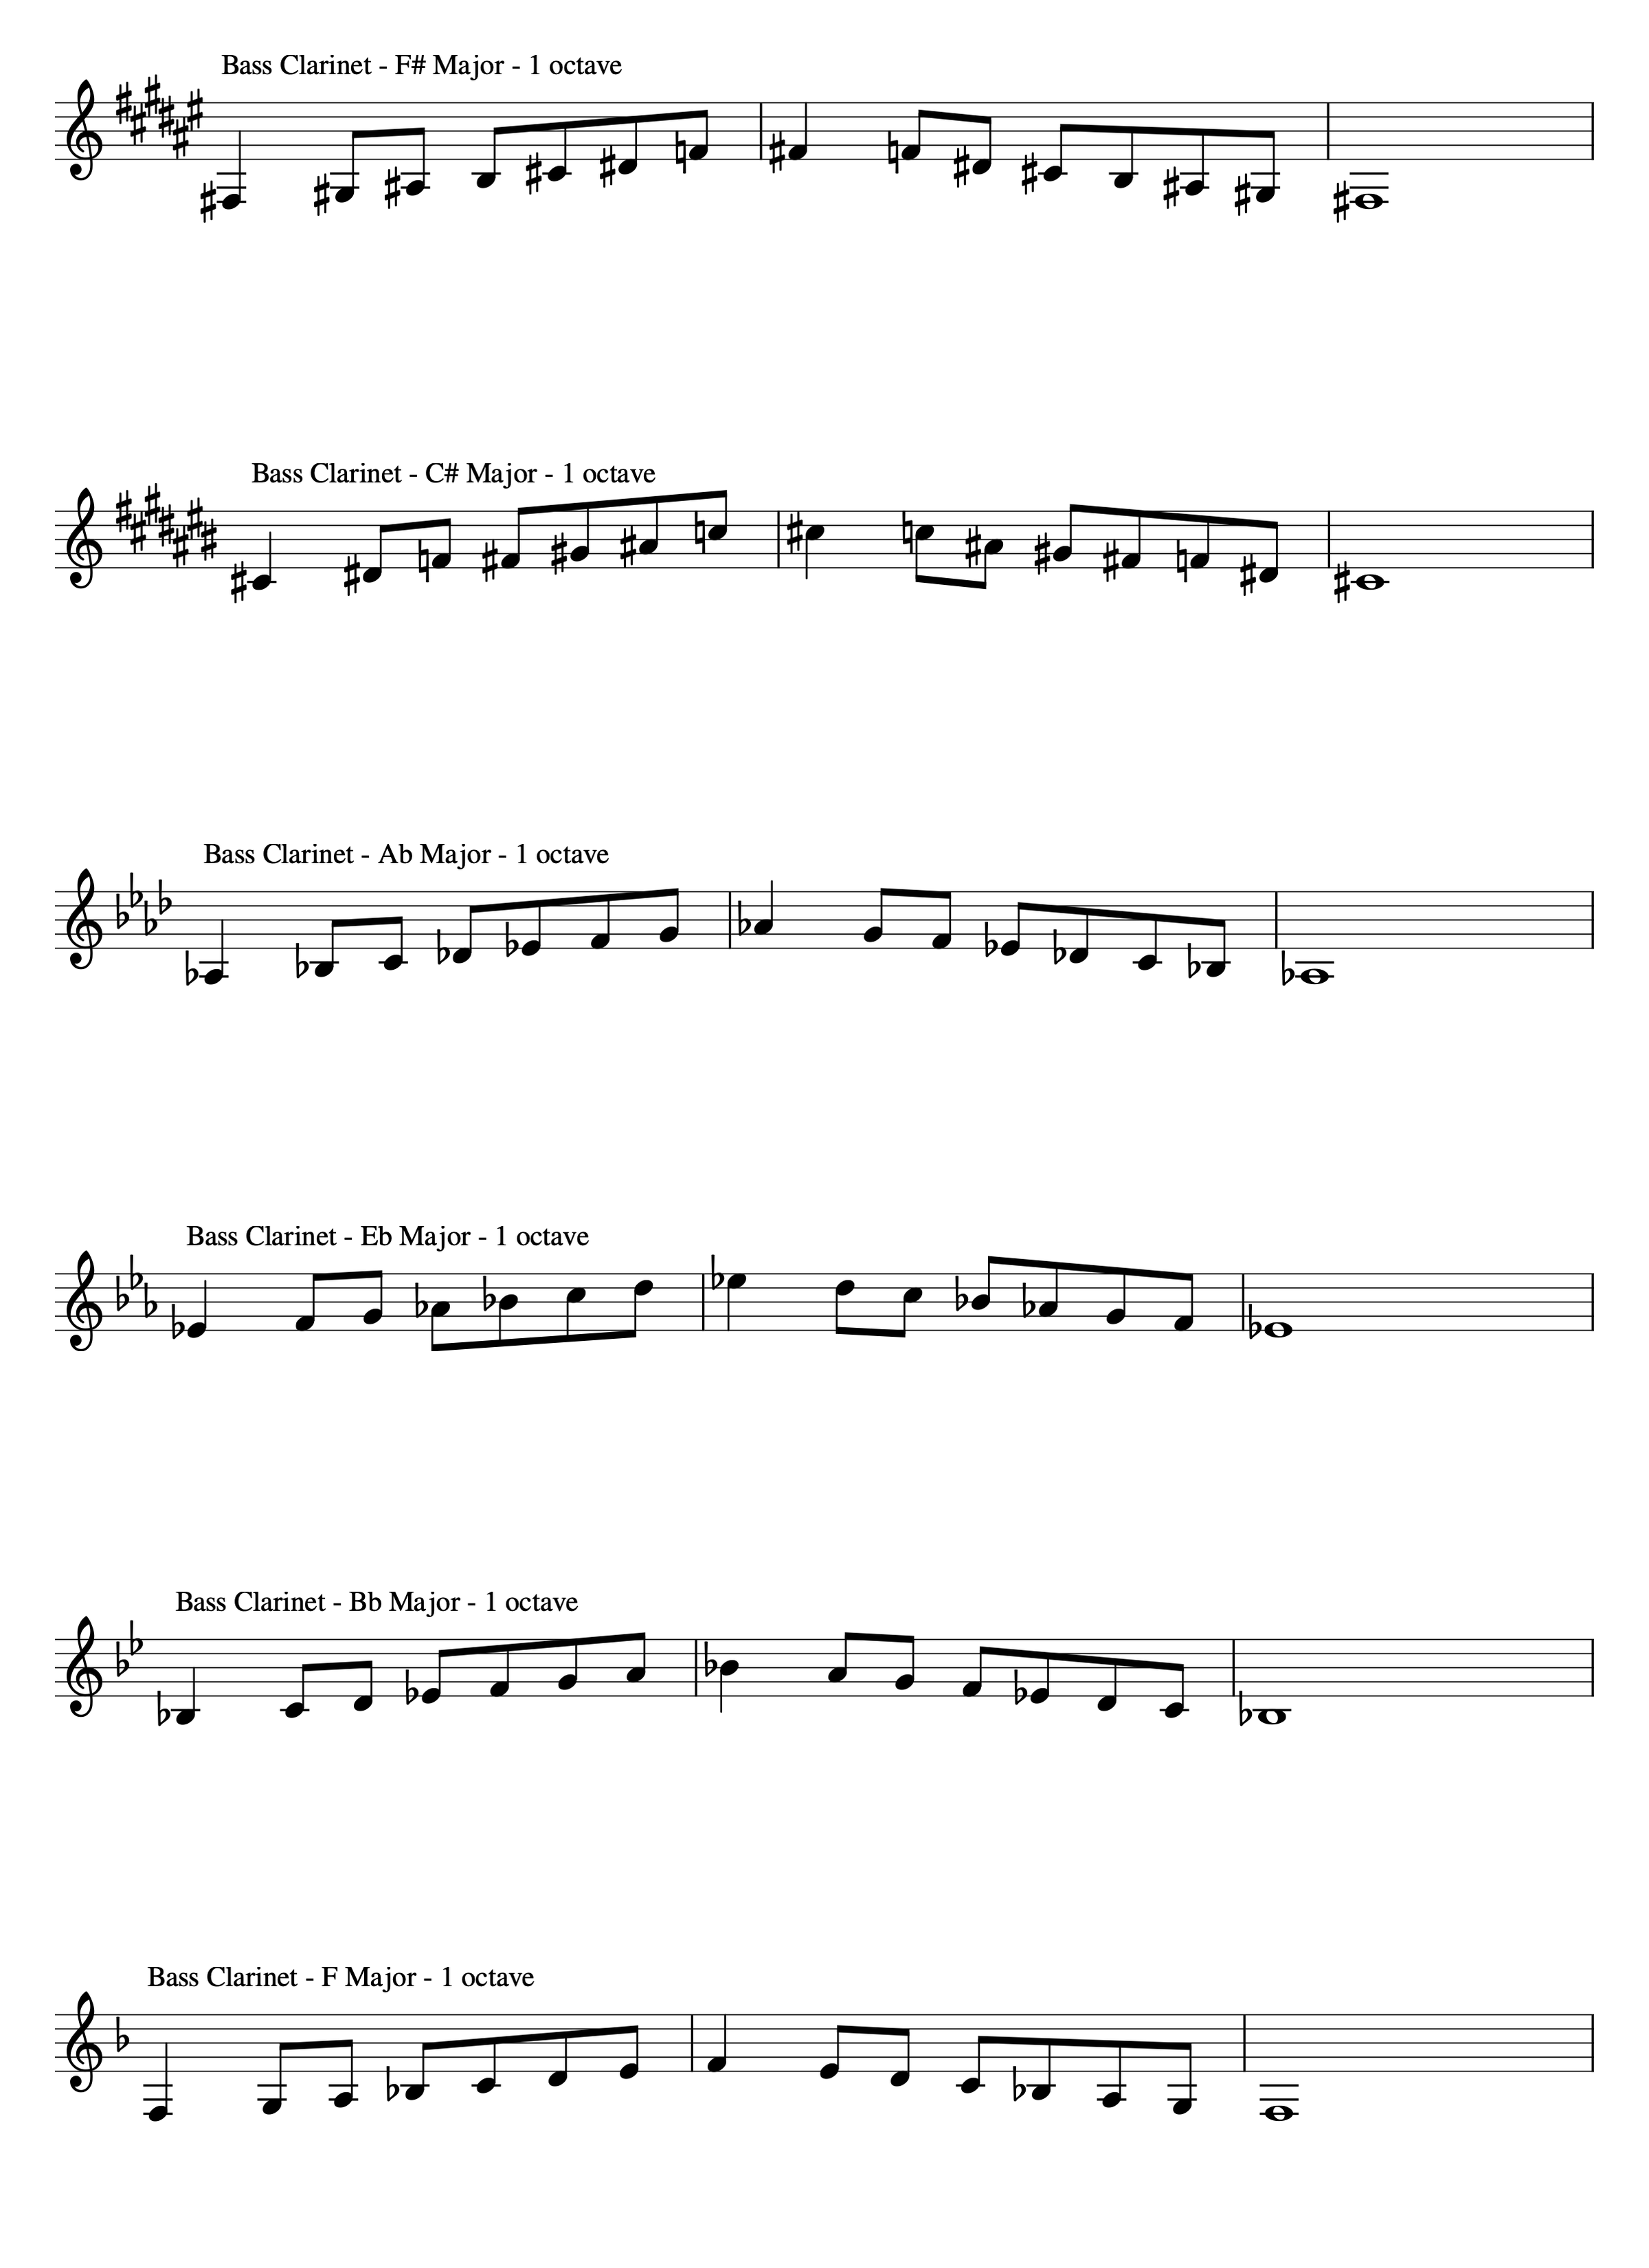 Bass Clarinet - F# Major - 1 octave
Bass Clarinet - C# Major - 1 octave
Bass Clarinet - Ab Major - 1 octave
Bass Clarinet - Eb Major - 1 octave
Bass Clarinet - Bb Major - 1 octave
Bass Clarinet - F Major - 1 octave